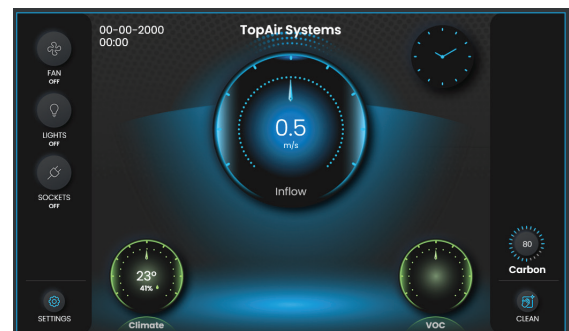 00-00-2000
00:00
TopAir Systems
FAN
OFF
LIGHTS
OFF
SOCKETS
OFF
SETTINGS
0.5
m/s
Inflow
23°
41%
Climate
VOC
80
Carbon
CLEAN